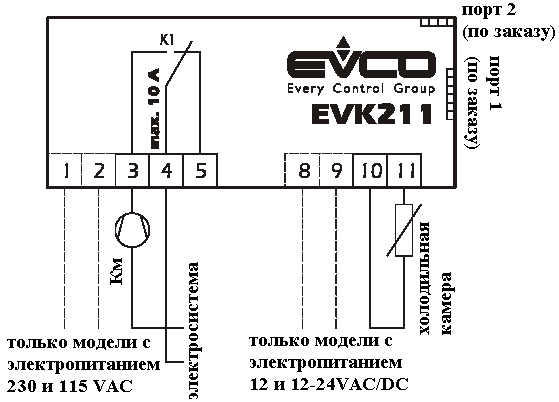 порт 2
(по заказу)
K1
max. 10 A
EVCO
Every Control Group
EVK211
порт 1
(по заказу)
1 2 3 4 5 8 9 10 11
Км
электросистема
холодильная
камера
только модели с
электропитанием
230 и 115 VAC
только модели с
электропитанием
12 и 12-24VAC/DC